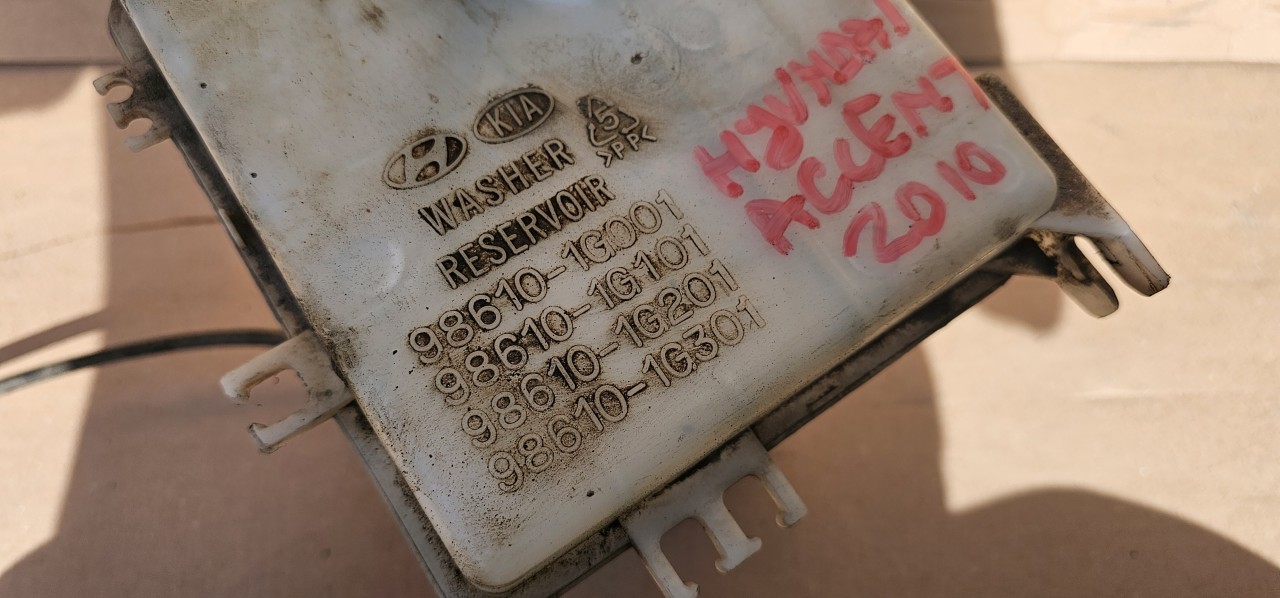 KIA
5
>PP<
WASHER
RESERVOIR
98610-1G001
98610-1G101
98610-1G201
98610-1G301
HYUNDAI
ACCENT
2010